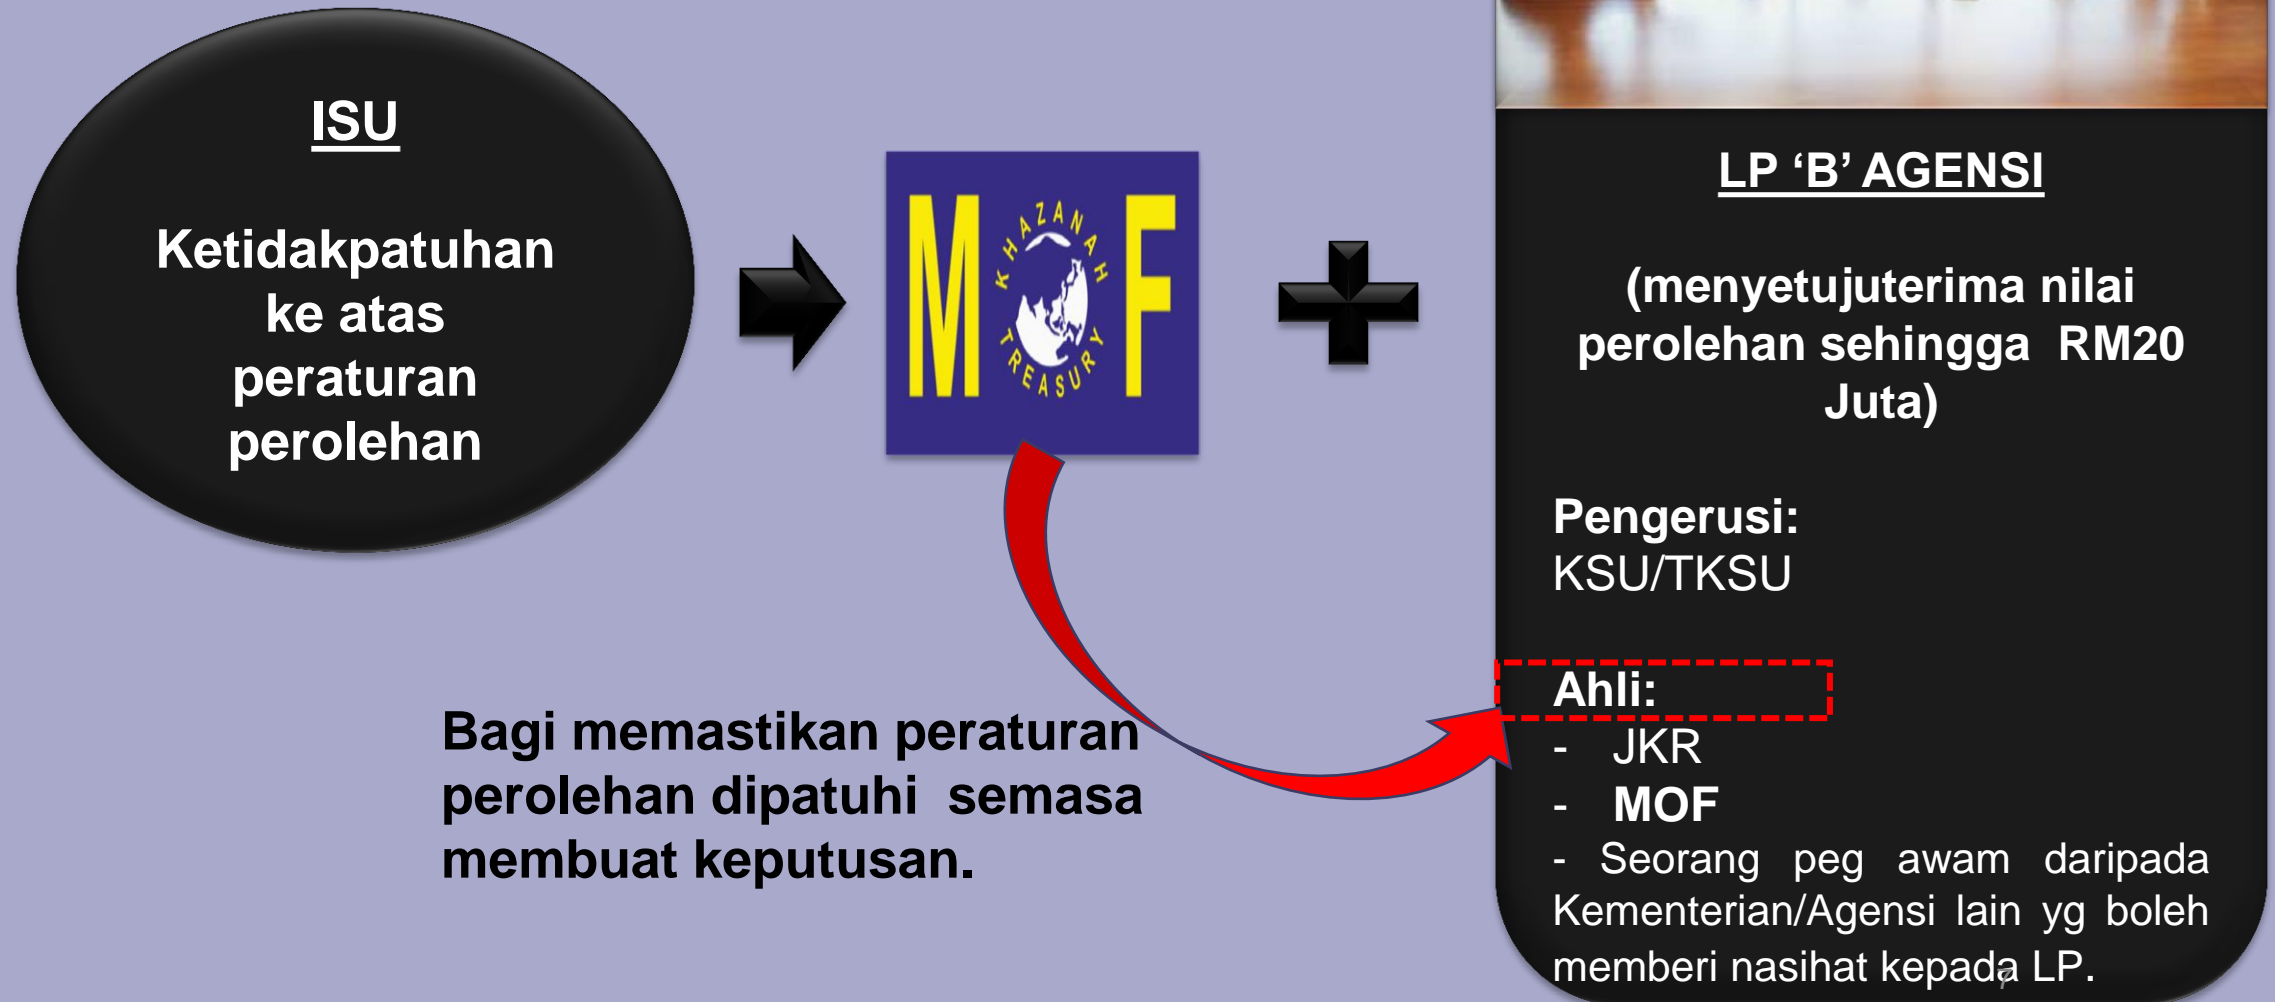 ISU
Ketidakpatuhan
ke atas
peraturan
perolehan
M F
KHAZANAH
TREASURY
Bagi memastikan peraturan
perolehan dipatuhi semasa
membuat keputusan.
LP ‘B’ AGENSI
(menyetujuterima nilai
perolehan sehingga RM20
Juta)
Pengerusi:
KSU/TKSU
Ahli:
- JKR
- MOF
- Seorang peg awam daripada
Kementerian/Agensi lain yg boleh
memberi nasihat kepada LP.
7